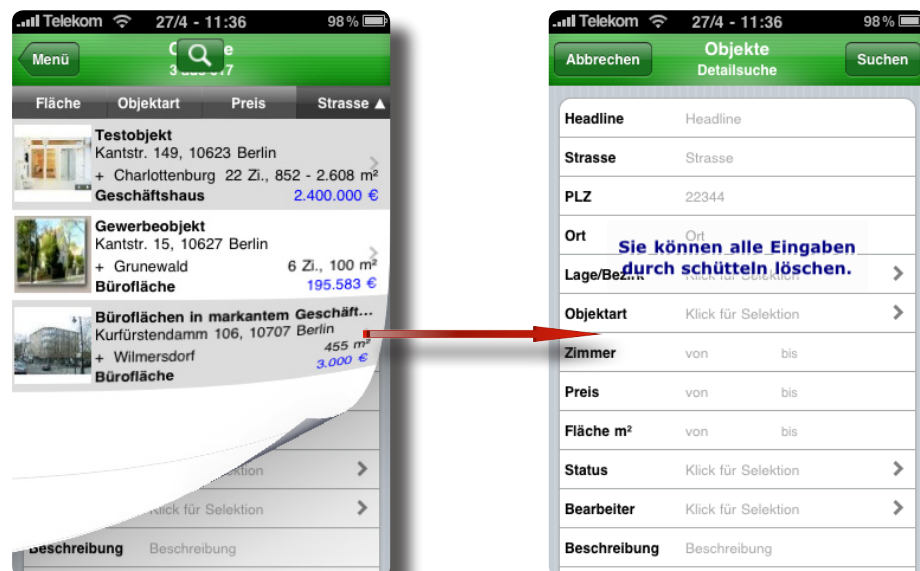 Telekom 27/4 - 11:36 98 %
Menü
Fläche Objektart Preis Strasse ▲
Testobjekt
Kantstr. 149, 10623 Berlin
+ Charlottenburg 22 Zi., 852 - 2.608 m²
Geschäftshaus 2.400.000 €
Gewerbeobjekt
Kantstr. 15, 10627 Berlin
+ Grunewald 6 Zi., 100 m²
Bürofläche 195.583 €
Büroflächen in markantem Geschäft...
Kurfürstendamm 106, 10707 Berlin
+ Wilmersdorf 455 m²
Bürofläche 3.000 €
Klick für Selektion
Beschreibung Beschreibung
Telekom 27/4 - 11:36 98 %
Abbrechen Objekte Suchen
Detailsuche
Headline Headline
Strasse Strasse
PLZ 22344
Ort Ort
Sie können alle Eingaben
durch schütteln löschen.
Lage/Bezirk Klick für Selektion
Objektart Klick für Selektion
Zimmer von bis
Preis von bis
Fläche m² von bis
Status Klick für Selektion
Bearbeiter Klick für Selektion
Beschreibung Beschreibung